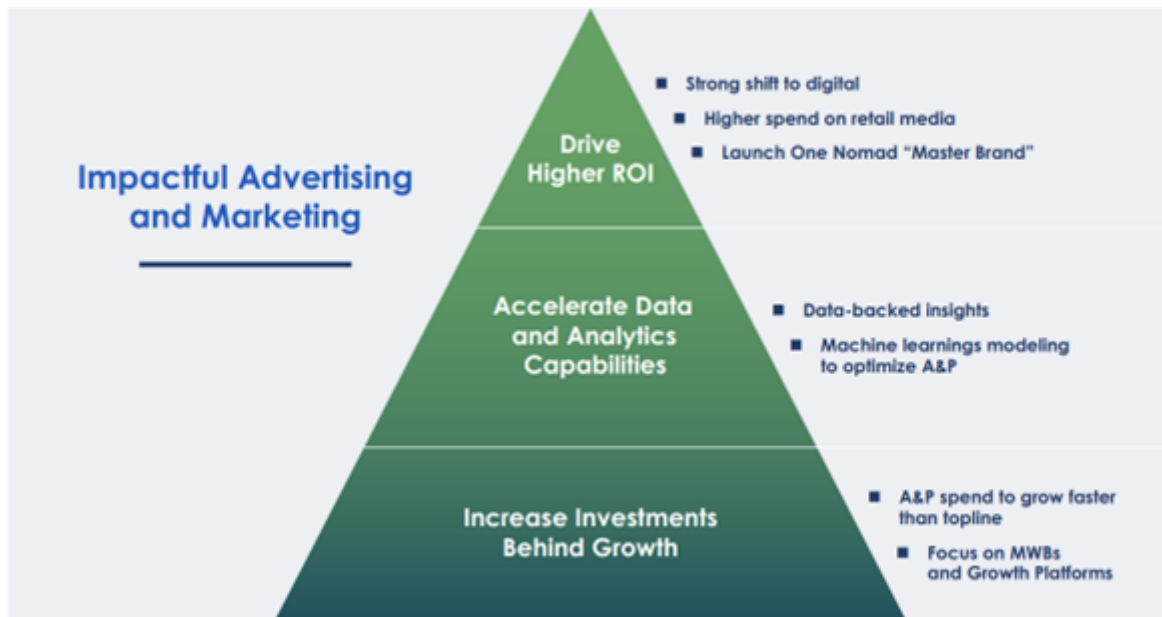 Impactful Advertising
and Marketing
Drive
Higher ROI
■ Strong shift to digital
■ Higher spend on retail media
■ Launch One Nomad “Master Brand”
Accelerate Data
and Analytics
Capabilities
■ Data-backed insights
■ Machine learnings modeling
to optimize A&P
Increase Investments
Behind Growth
■ A&P spend to grow faster
than topline
■ Focus on MWBs
and Growth Platforms